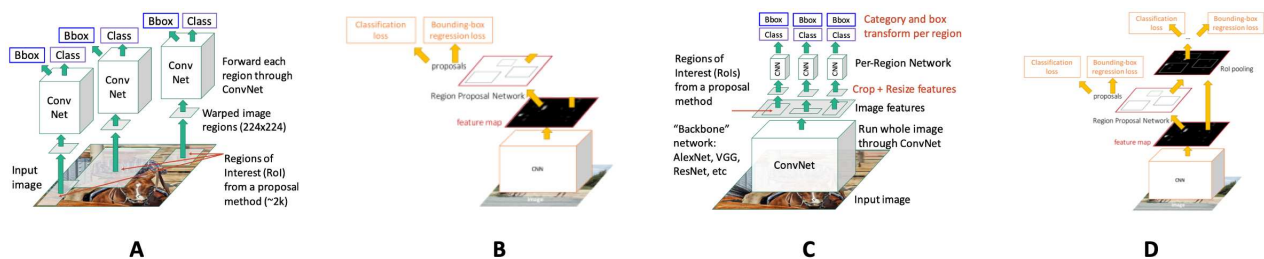 Bbox
Class
Bbox
Class
Bbox
Class
Conv
Net
Conv
Net
Conv
Net
Forward each
region through
ConvNet
Warped image
regions (224x224)
Input
image
Regions of
Interest (RoI)
from a proposal
method (~2k)
A
Classification
loss
Bounding-box
regression loss
proposals
Region Proposal Network
feature map
CNN
image
B
Bbox
Bbox
Bbox
Class
Class
Class
Category and box
transform per region
Regions of
Interest (RoIs)
from a proposal
method
CNN
CNN
CNN
Per-Region Network
Crop + Resize features
Image features
"Backbone"
network:
AlexNet, VGG,
ResNet, etc
Run whole image
through ConvNet
ConvNet
Input image
C
Classification
loss
Bounding-box
regression loss
...
Classification
loss
Bounding-box
regression loss
RoI pooling
proposals
Region Proposal Network
feature map
CNN
image
D